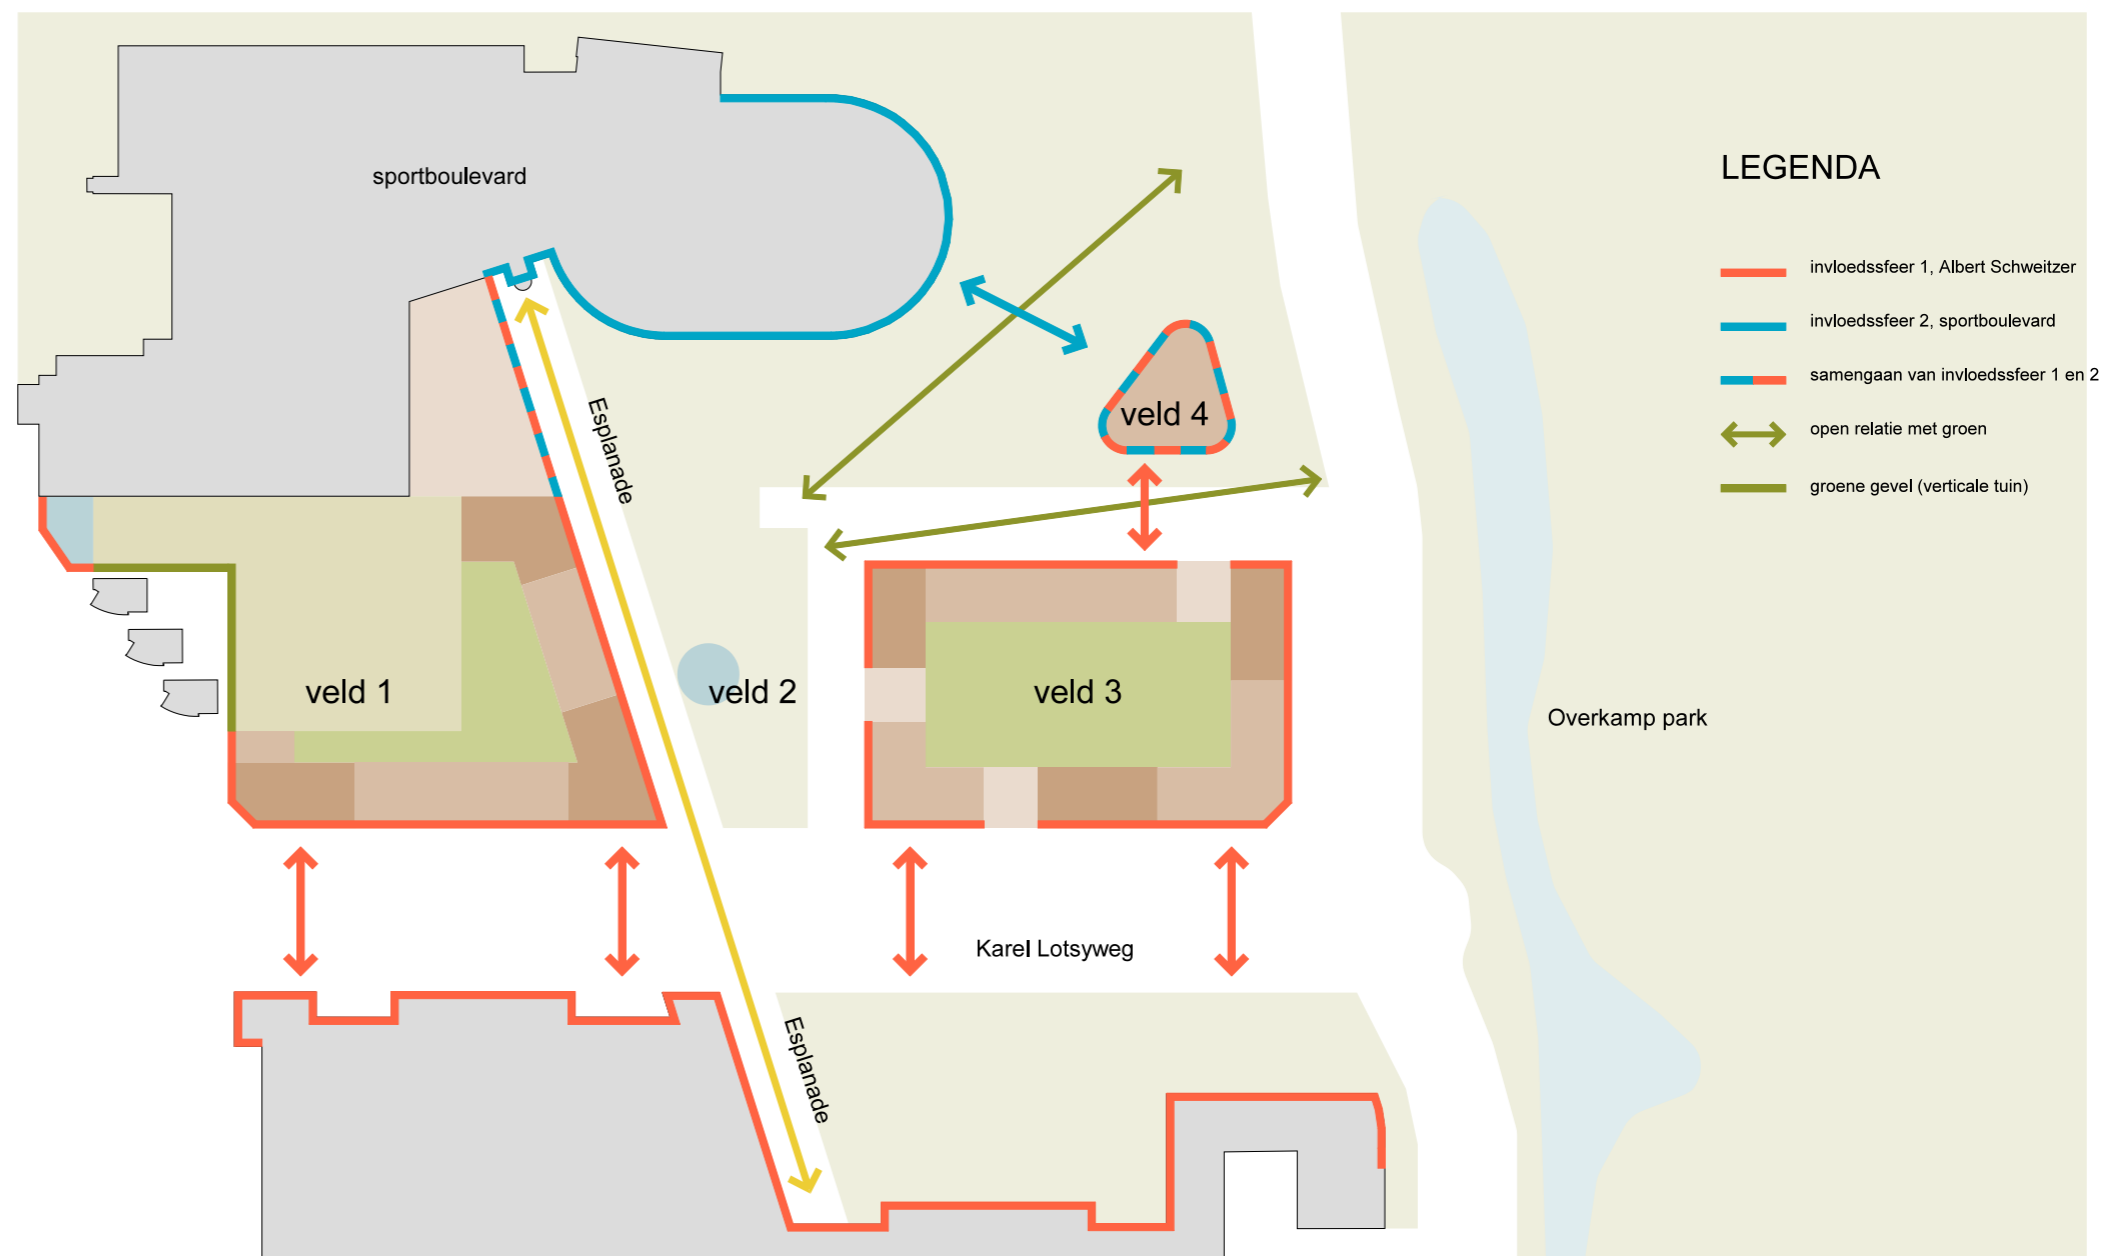 sportboulevard
LEGENDA
invloedssfeer 1, Albert Schweitzer
invloedssfeer 2, sportboulevard
samengaan van invloedssfeer 1 en 2
open relatie met groen
groene gevel (verticale tuin)
Esplanade
veld 4
veld 1
veld 2
veld 3
Overkamp park
Karel Lotsyweg
Esplanade